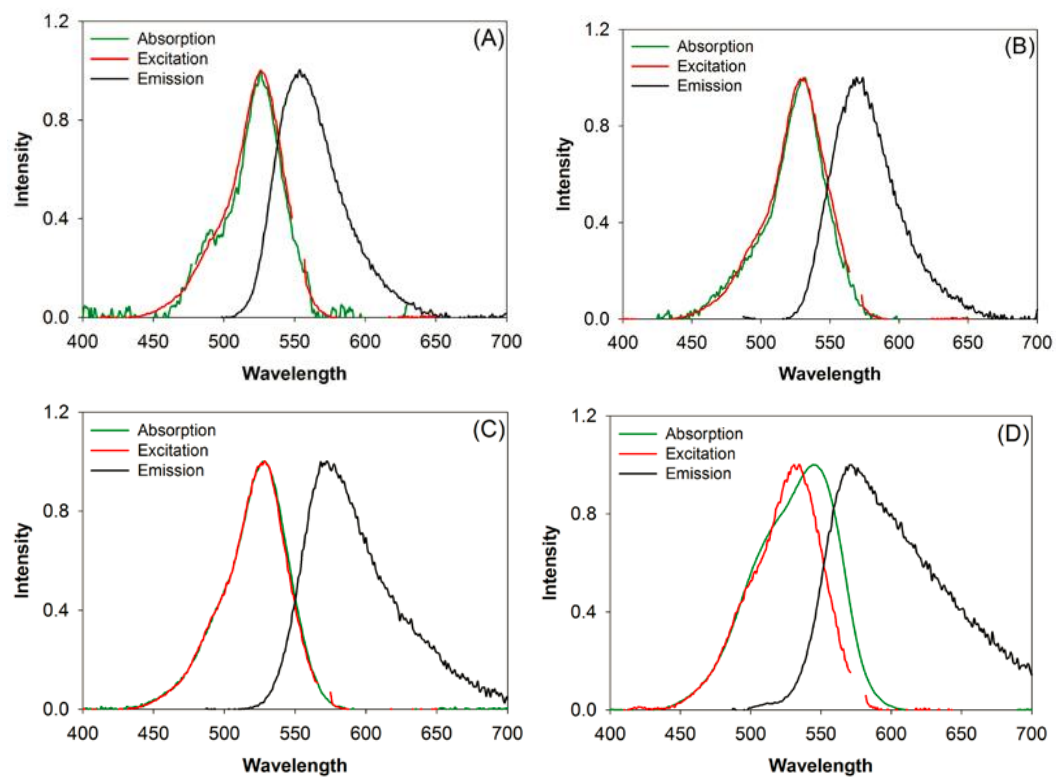 (A)
1.2
Absorption
Excitation
Emission
0.8
0.4
0.0
Intensity
400 450 500 550 600 650 700
Wavelength
(B)
1.2
Absorption
Excitation
Emission
0.8
0.4
0.0
Intensity
400 450 500 550 600 650 700
Wavelength
(C)
1.2
Absorption
Excitation
Emission
0.8
0.4
0.0
Intensity
400 450 500 550 600 650 700
Wavelength
(D)
1.2
Absorption
Excitation
Emission
0.8
0.4
0.0
Intensity
400 450 500 550 600 650 700
Wavelength